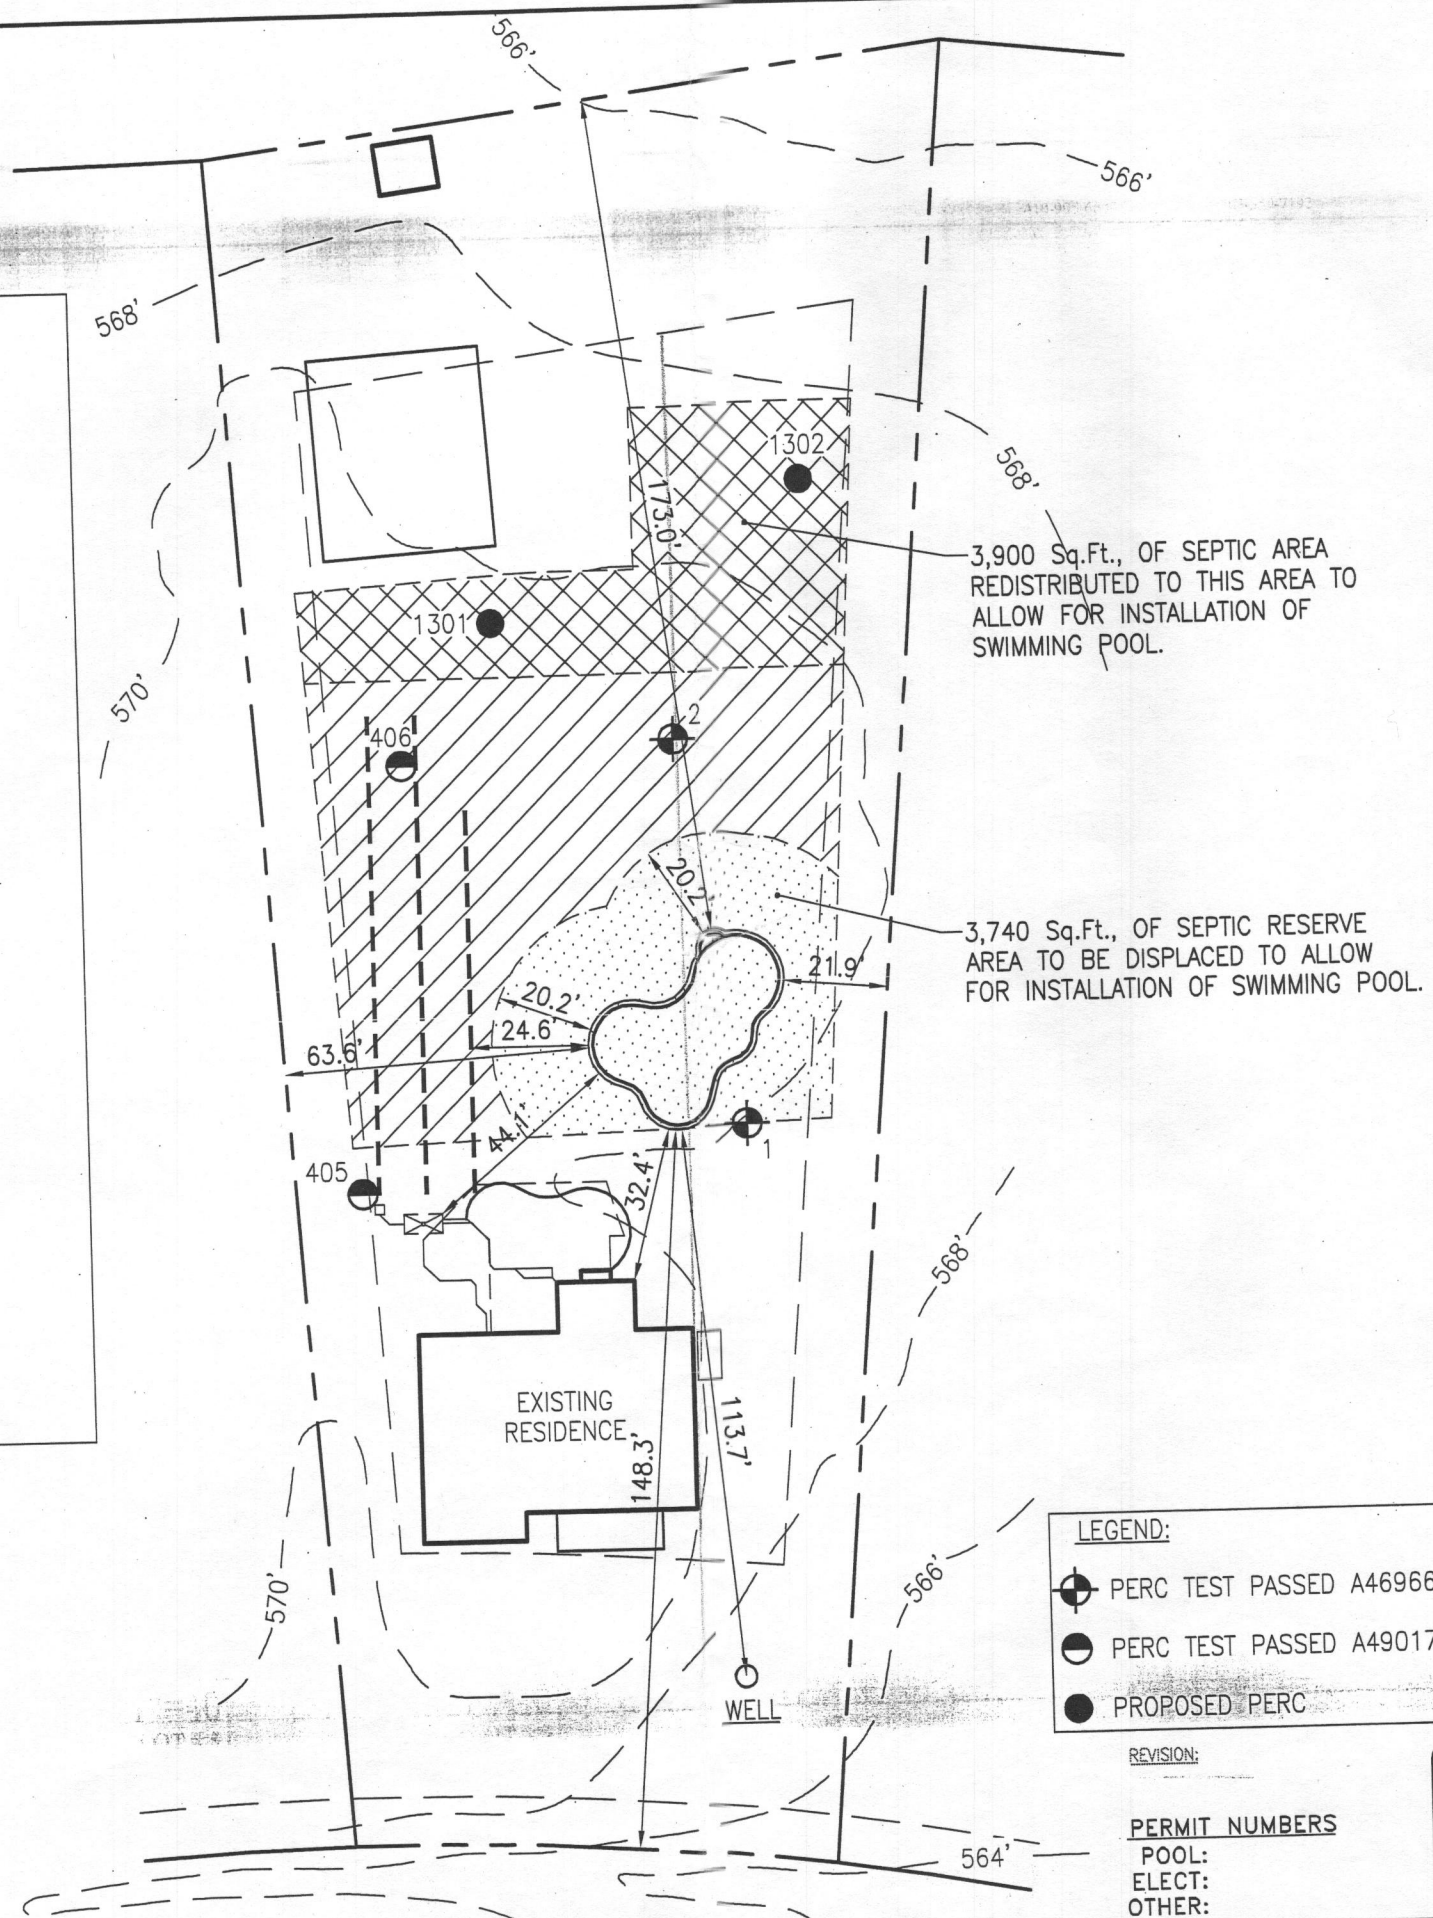 566'
566'
568'
1302
568'
173.0'
3,900 Sq.Ft., OF SEPTIC AREA
REDISTRIBUTED TO THIS AREA TO
ALLOW FOR INSTALLATION OF
SWIMMING POOL.
1301
570'
2
406
20.2'
3,740 Sq.Ft., OF SEPTIC RESERVE
AREA TO BE DISPLACED TO ALLOW
FOR INSTALLATION OF SWIMMING POOL.
21.9'
20.2'
24.6'
63.6'
44.1'
1
405
32.4'
568'
EXISTING
RESIDENCE
113.7'
148.3'
LEGEND:
PERC TEST PASSED A46966
PERC TEST PASSED A49017
PROPOSED PERC
566'
570'
WELL
REVISION:
PERMIT NUMBERS
POOL:
ELECT:
OTHER:
564'